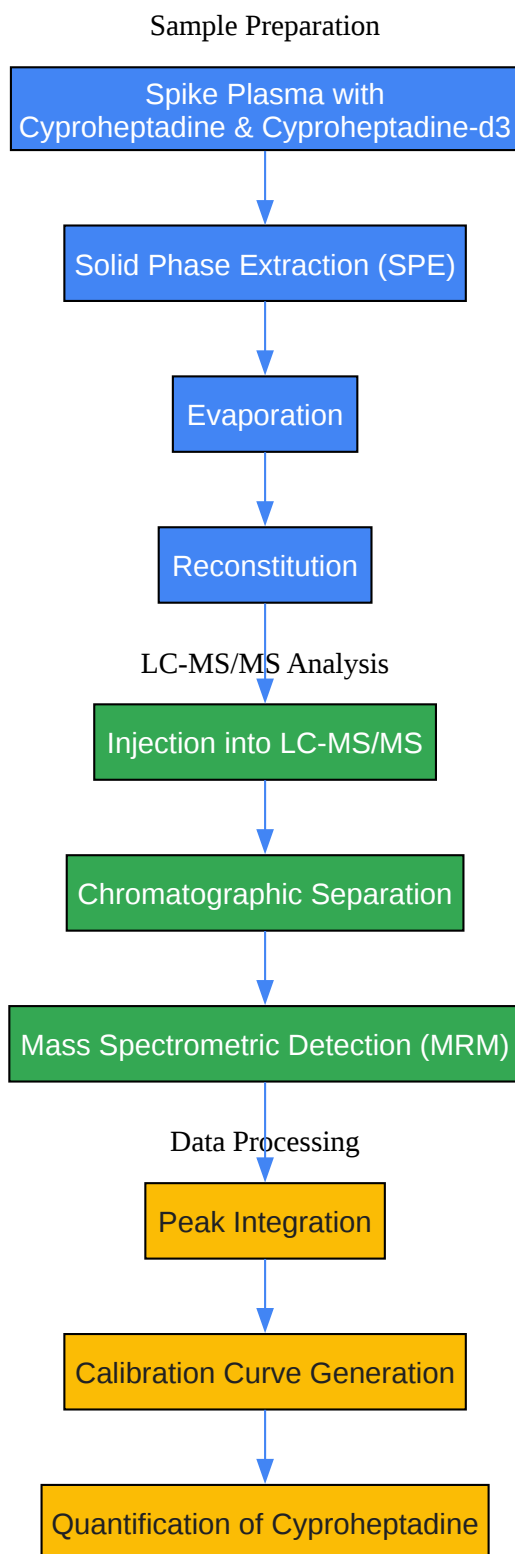 Sample Preparation
Spike Plasma with
Cyproheptadine & Cyproheptadine-d3
Solid Phase Extraction (SPE)
Evaporation
Reconstitution
LC-MS/MS Analysis
Injection into LC-MS/MS
Chromatographic Separation
Mass Spectrometric Detection (MRM)
Data Processing
Peak Integration
Calibration Curve Generation
Quantification of Cyproheptadine